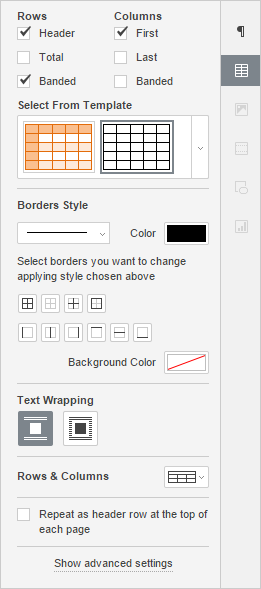 Rows Columns
Header First
Total Last
Banded Banded
Select From Template
Borders Style
Color
Select borders you want to change
applying style chosen above
Background Color
Text Wrapping
Rows & Columns
Repeat as header row at the top of
each page
Show advanced settings